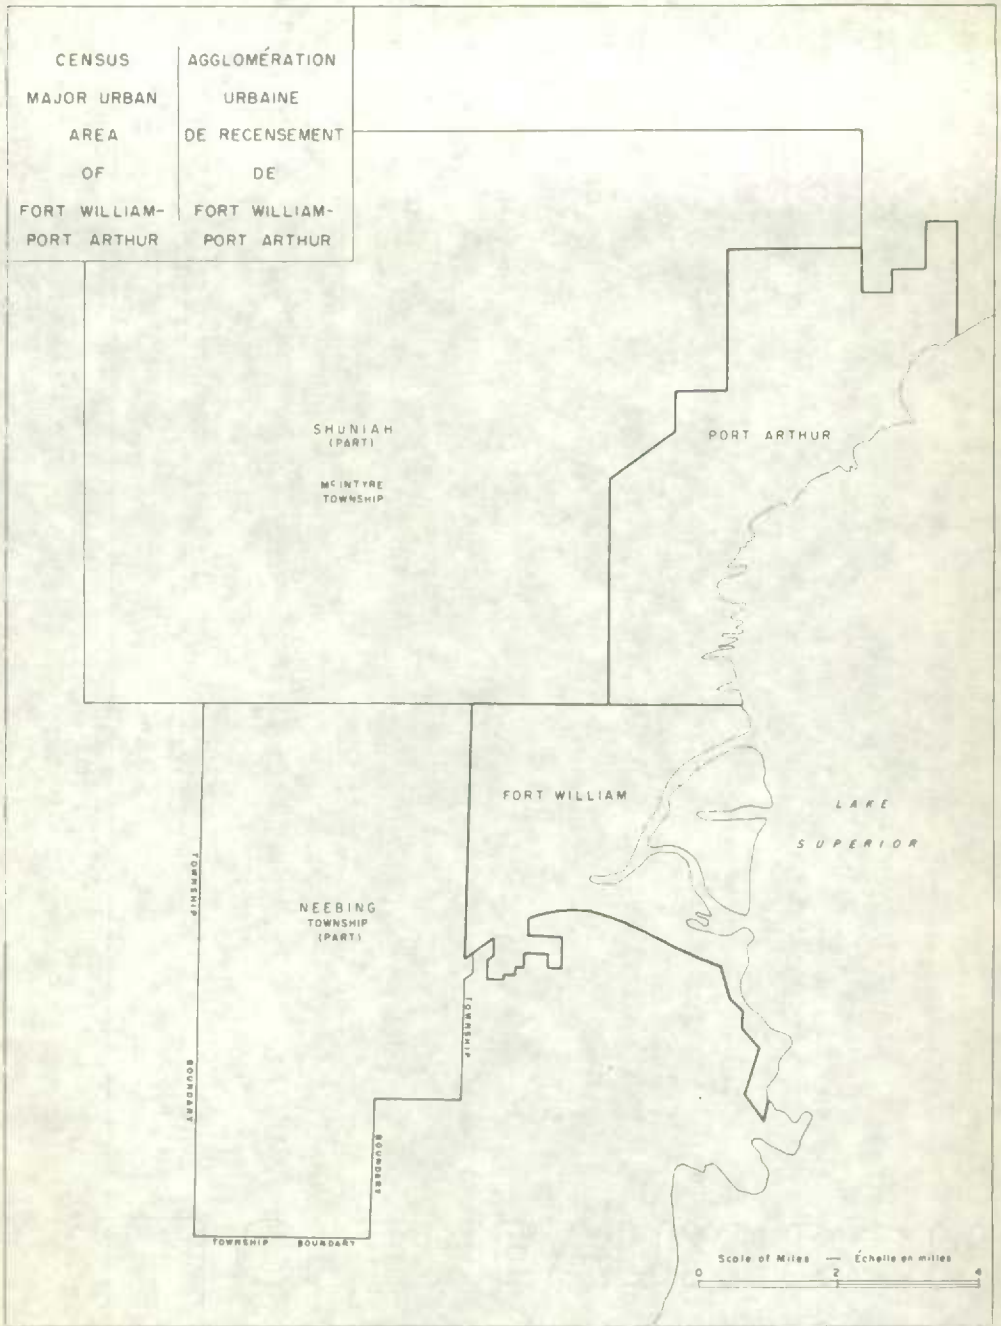 CENSUS
MAJOR URBAN
AREA
OF
FORT WILLIAM-
PORT ARTHUR
AGGLOMÉRATION
URBAINE
DE RECENSEMENT
DE
FORT WILLIAM-
PORT ARTHUR
SHUNIAH
(PART)
McINTYRE
TOWNSHIP
PORT ARTHUR
FORT WILLIAM
LAKE
SUPERIOR
NEEBING
TOWNSHIP
(PART)
TOWNSHIP
BOUNDARY
TOWNSHIP
BOUNDARY
TOWNSHIP BOUNDARY
Scale of Miles — Échelle en milles
0 2 4